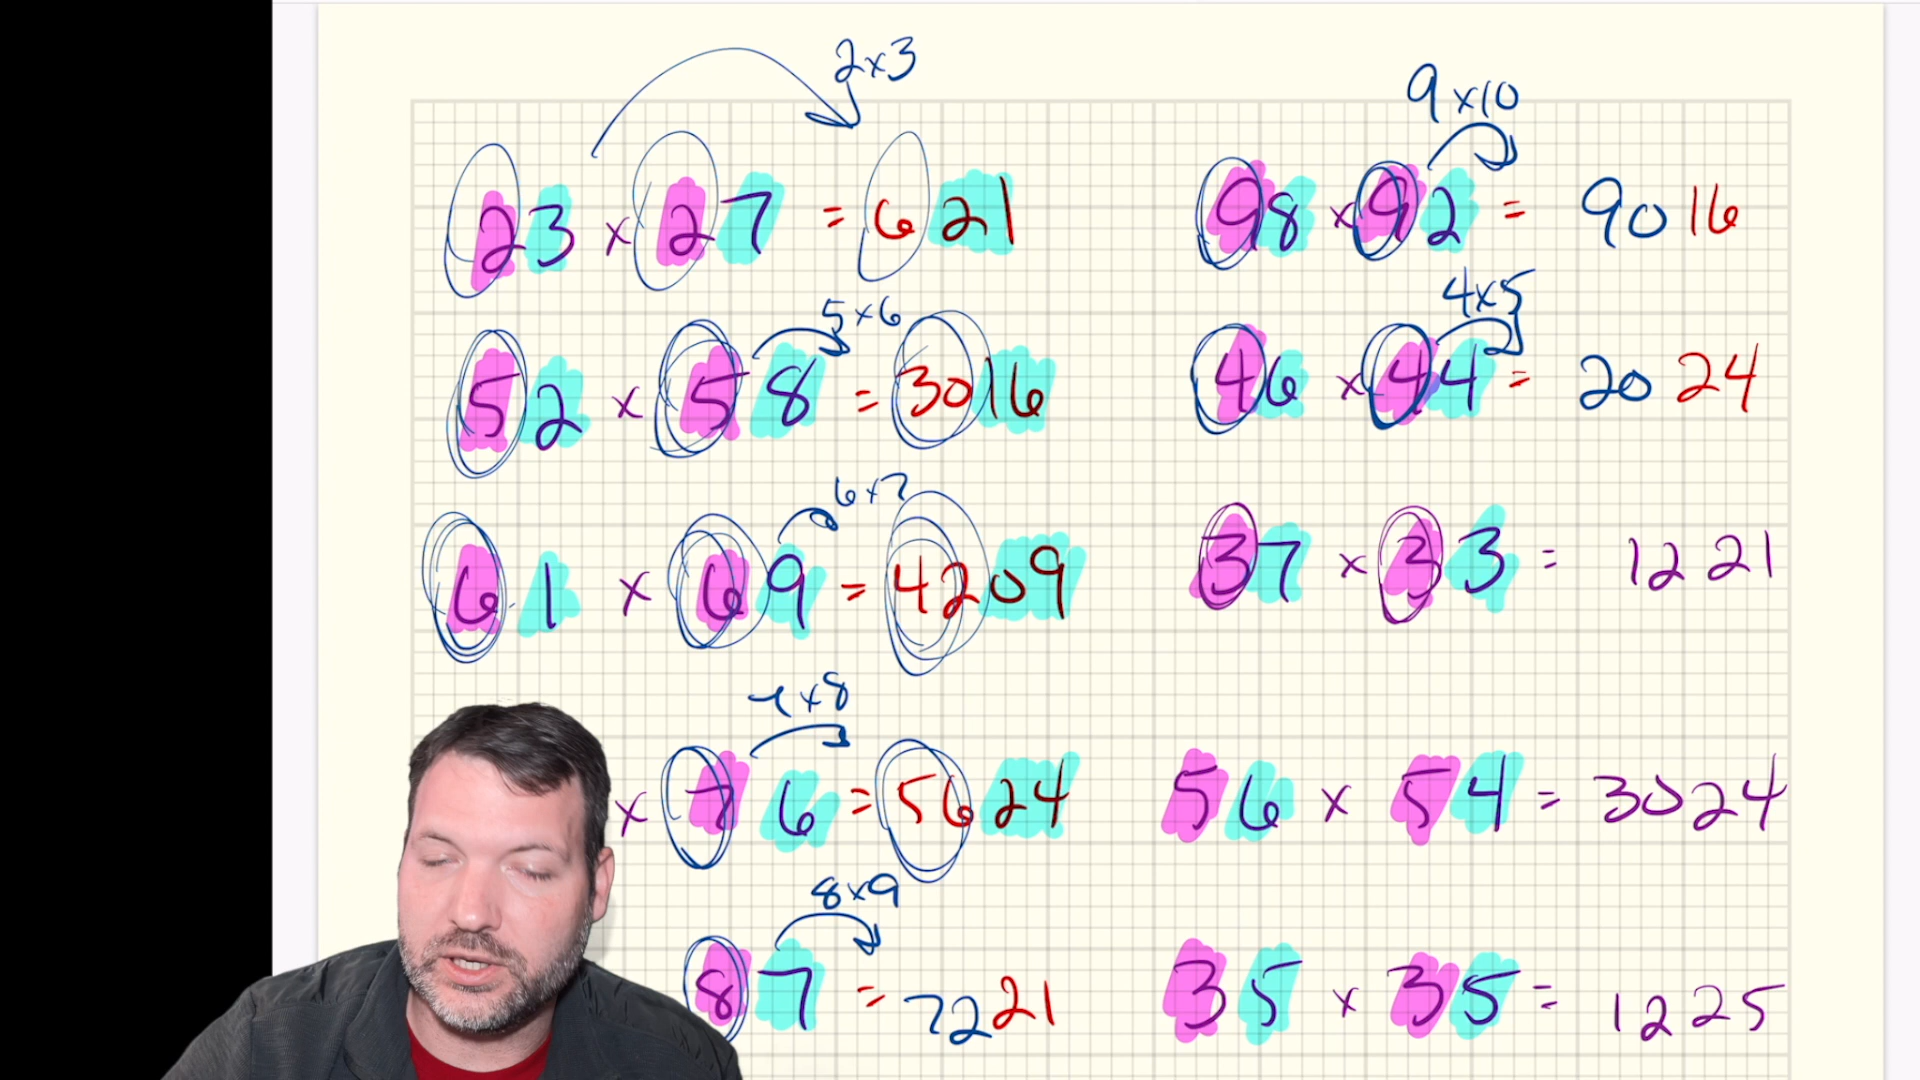 2x3
23 x 27 = 621
5x6
52 x 58 = 3016
6x7
61 x 69 = 4209
x8
x 76 = 5624
8x9
87 = 7221
9x10
98 x 92 = 9016
4x5
46 x 44 = 2024
37 x 33 = 1221
56 x 54 = 3024
35 x 35 = 1225